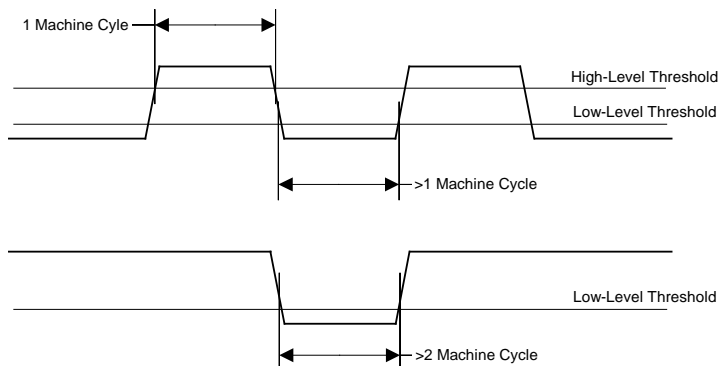 1 Machine Cyle
High-Level Threshold
Low-Level Threshold
>1 Machine Cycle
Low-Level Threshold
>2 Machine Cycle